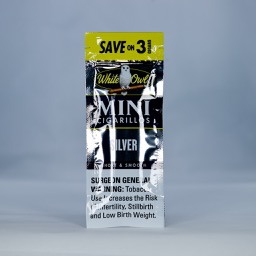 SAVE ON 3
White Owl
MINI
CIGARILLOS
SILVER
SHORT & SMOOTH
SURGEON GENERAL
WARNING: Tobacco
Use Increases the Risk
of Infertility, Stillbirth
and Low Birth Weight.